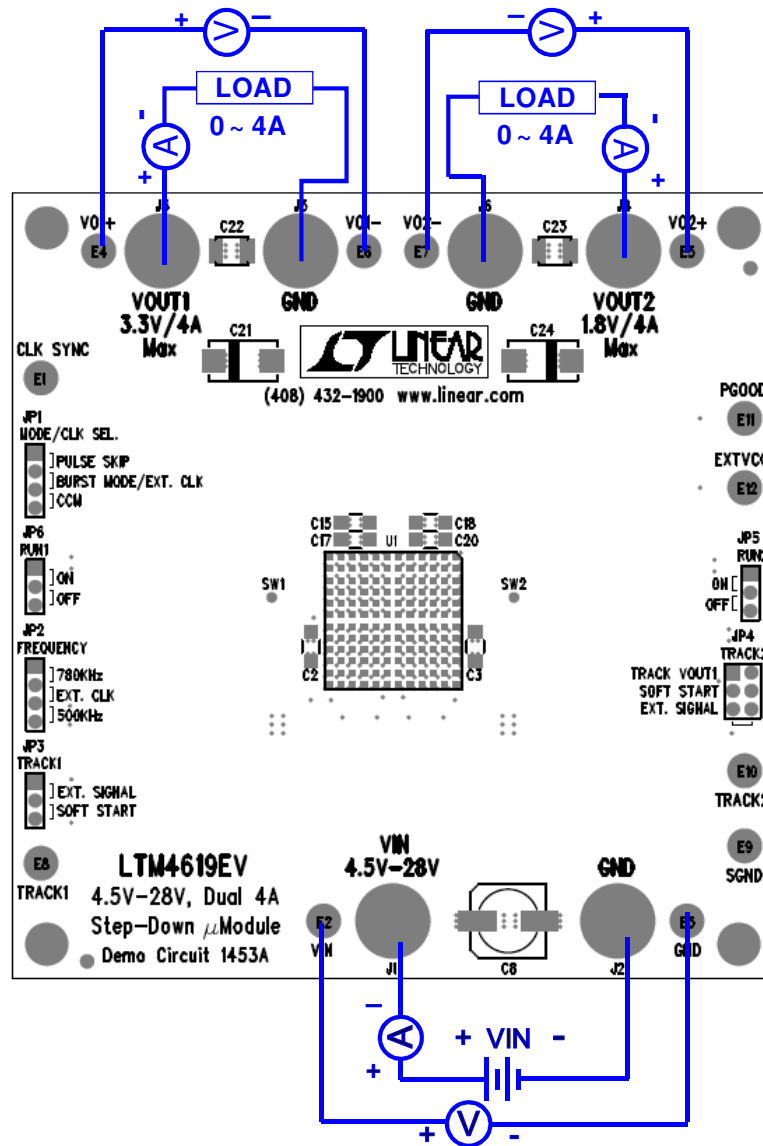 + V - - V +
- LOAD LOAD -
A 0 ~ 4A 0 ~ 4A A
+ +
J3 J5 J6 J4
VO1+ C22 VO1- VO2- C23 VO2+
E4 E6 E7 E5
VOUT1 GND GND VOUT2
3.3V/4A 1.8V/4A
Max Max
C21 C24
LINEAR
TECHNOLOGY
(408) 432-1900 www.linear.com
CLK SYNC
E1
JP1
MODE/CLK SEL.
PULSE SKIP
BURST MODE/EXT. CLK
CCM
PGOOD
E11
EXTVCC
E12
JP6
RUN1
ON
OFF
C15 C18
C17 U1 C20
SW1 SW2
C2 C3
JP5
RUN2
ON
OFF
JP2
FREQUENCY
780KHz
EXT. CLK
500KHz
JP4
TRACK2
TRACK VOUT1
SOFT START
EXT. SIGNAL
JP3
TRACK1
EXT. SIGNAL
SOFT START
E10
TRACK2
E9
SGND
E8
TRACK1
LTM4619EV
4.5V-28V, Dual 4A
Step-Down µModule
Demo Circuit 1453A
VIN GND
4.5V-28V
E2 E3
VIN GND
J1 C8 J2
-
A + VIN -
+
+ V -